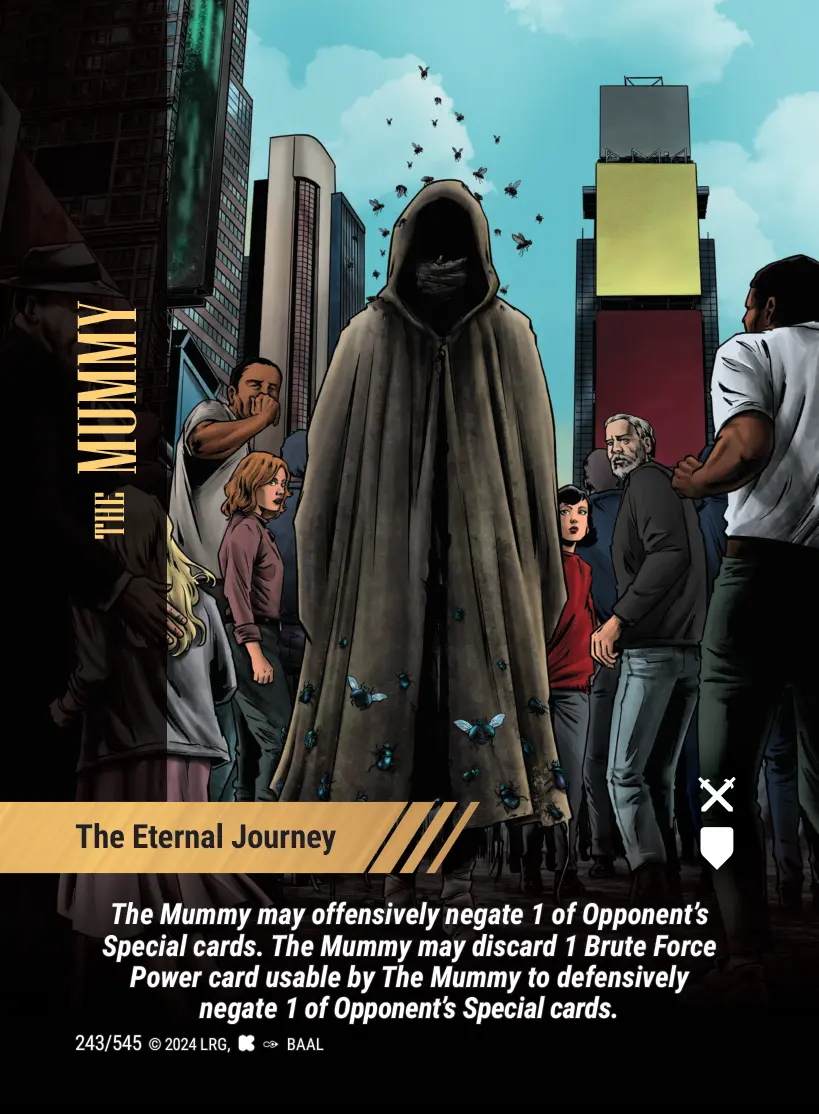 THE MUMMY
The Eternal Journey
The Mummy may offensively negate 1 of Opponent's
Special cards. The Mummy may discard 1 Brute Force
Power card usable by The Mummy to defensively
negate 1 of Opponent's Special cards.
243/545 © 2024 LRG, BAAL